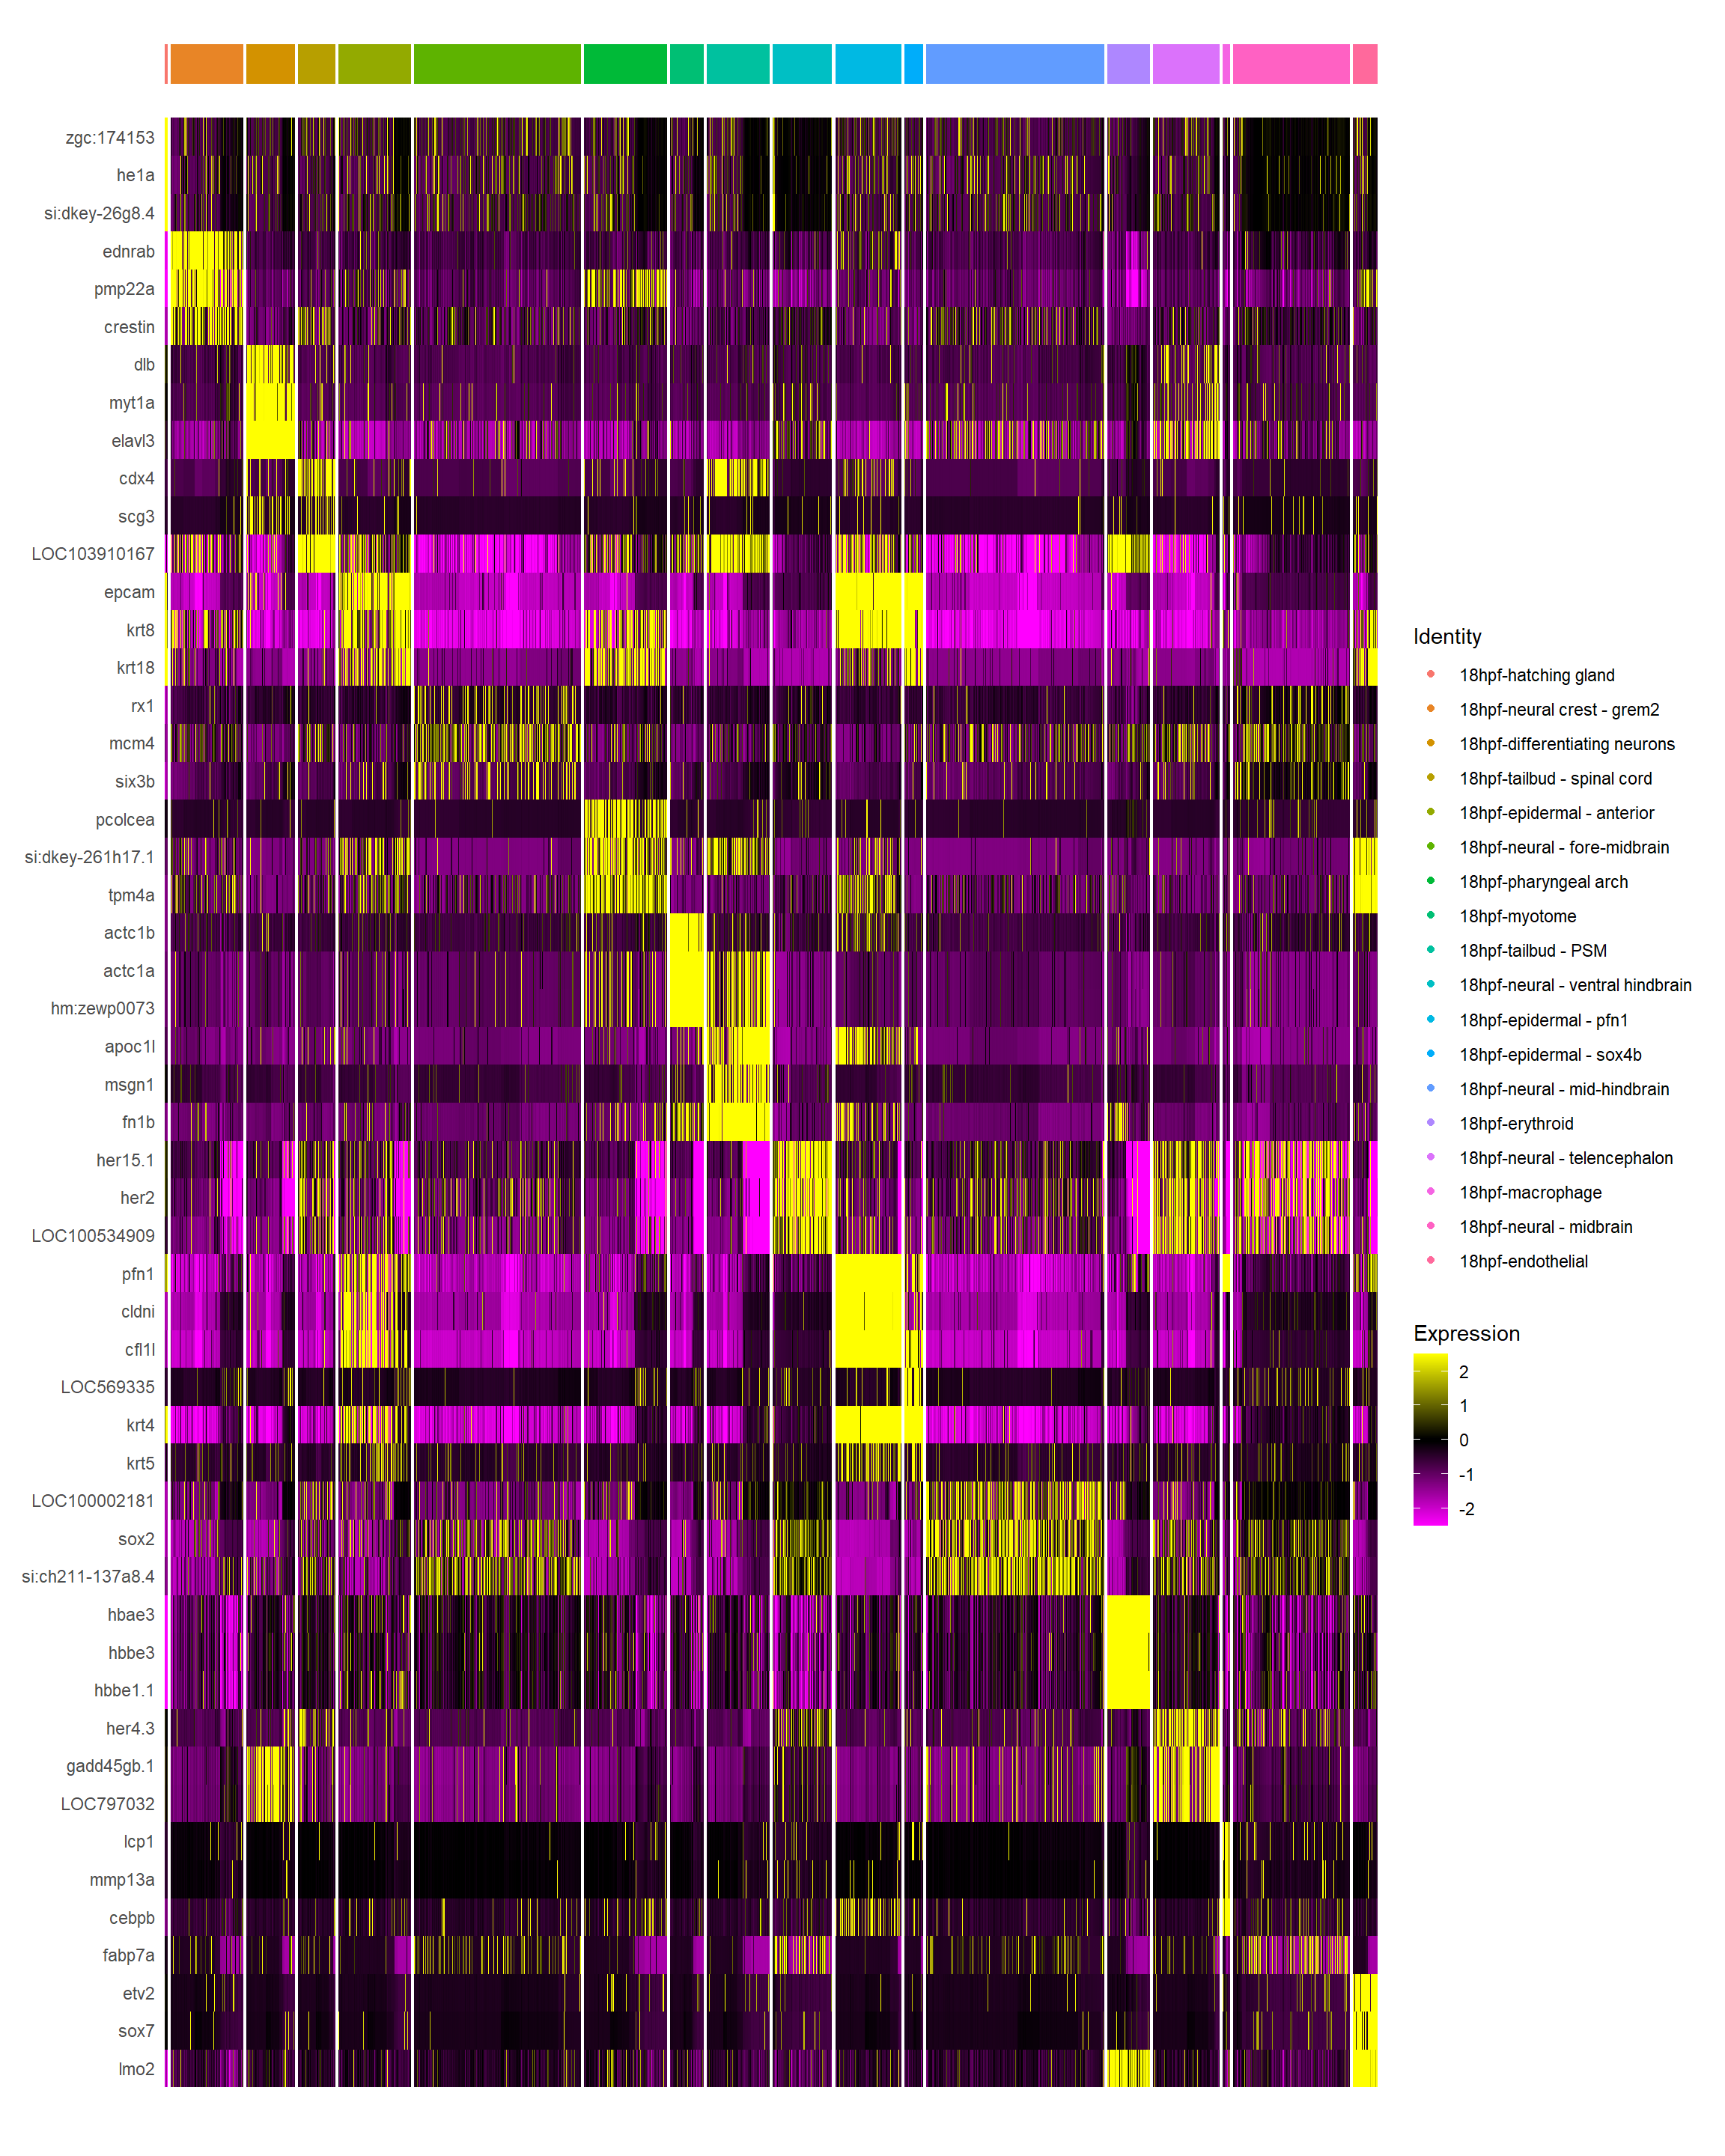 zgc:174153
he1a
si:dkey-26g8.4
ednrab
pmp22a
crestin
dlb
myt1a
elavl3
cdx4
scg3
LOC103910167
epcam
krt8
krt18
rx1
mcm4
six3b
pcolcea
si:dkey-261h17.1
tpm4a
actc1b
actc1a
hm:zewp0073
apoc1l
msgn1
fn1b
her15.1
her2
LOC100534909
pfn1
cldni
cfl1l
LOC569335
krt4
krt5
LOC100002181
sox2
si:ch211-137a8.4
hbae3
hbbe3
hbbe1.1
her4.3
gadd45gb.1
LOC797032
lcp1
mmp13a
cebpb
fabp7a
etv2
sox7
lmo2
Identity
18hpf-hatching gland
18hpf-neural crest - grem2
18hpf-differentiating neurons
18hpf-tailbud - spinal cord
18hpf-epidermal - anterior
18hpf-neural - fore-midbrain
18hpf-pharyngeal arch
18hpf-myotome
18hpf-tailbud - PSM
18hpf-neural - ventral hindbrain
18hpf-epidermal - pfn1
18hpf-epidermal - sox4b
18hpf-neural - mid-hindbrain
18hpf-erythroid
18hpf-neural - telencephalon
18hpf-macrophage
18hpf-neural - midbrain
18hpf-endothelial
Expression
2
1
0
-1
-2